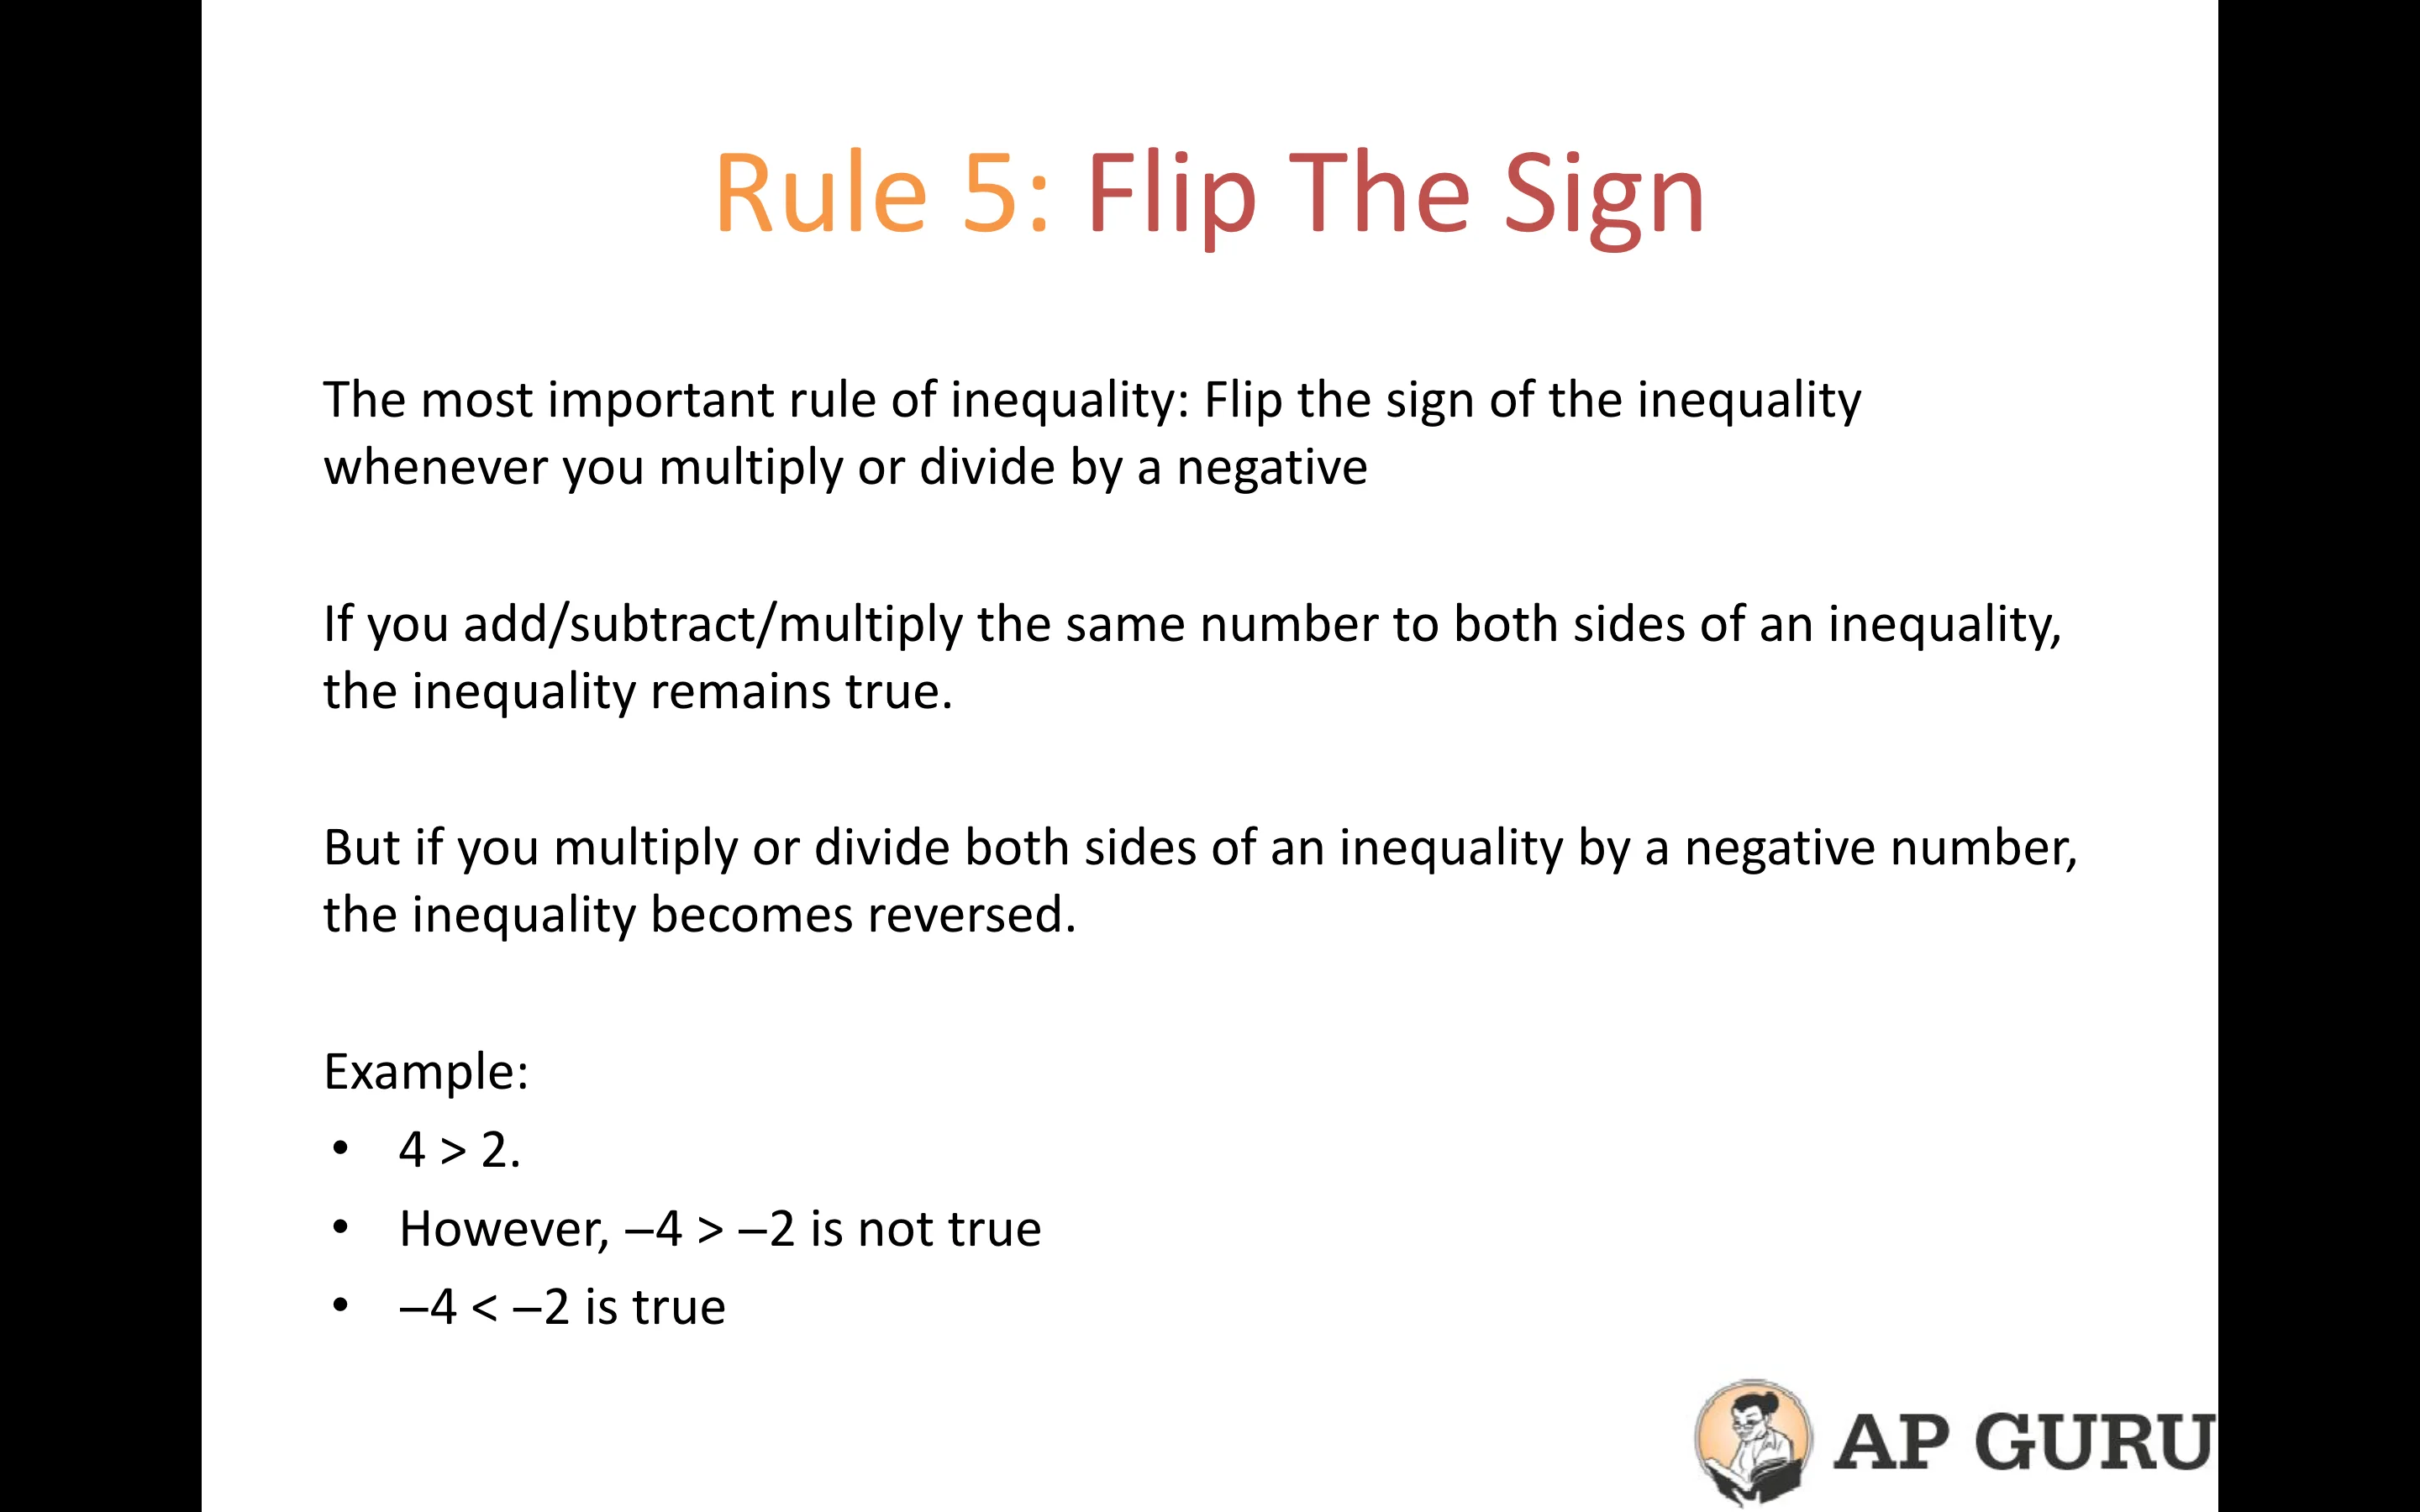 Rule 5: Flip The Sign
The most important rule of inequality: Flip the sign of the inequality
whenever you multiply or divide by a negative
If you add/subtract/multiply the same number to both sides of an inequality,
the inequality remains true.
But if you multiply or divide both sides of an inequality by a negative number,
the inequality becomes reversed.
Example:
• 4 > 2.
• However, –4 > –2 is not true
• –4 < –2 is true
AP GURU